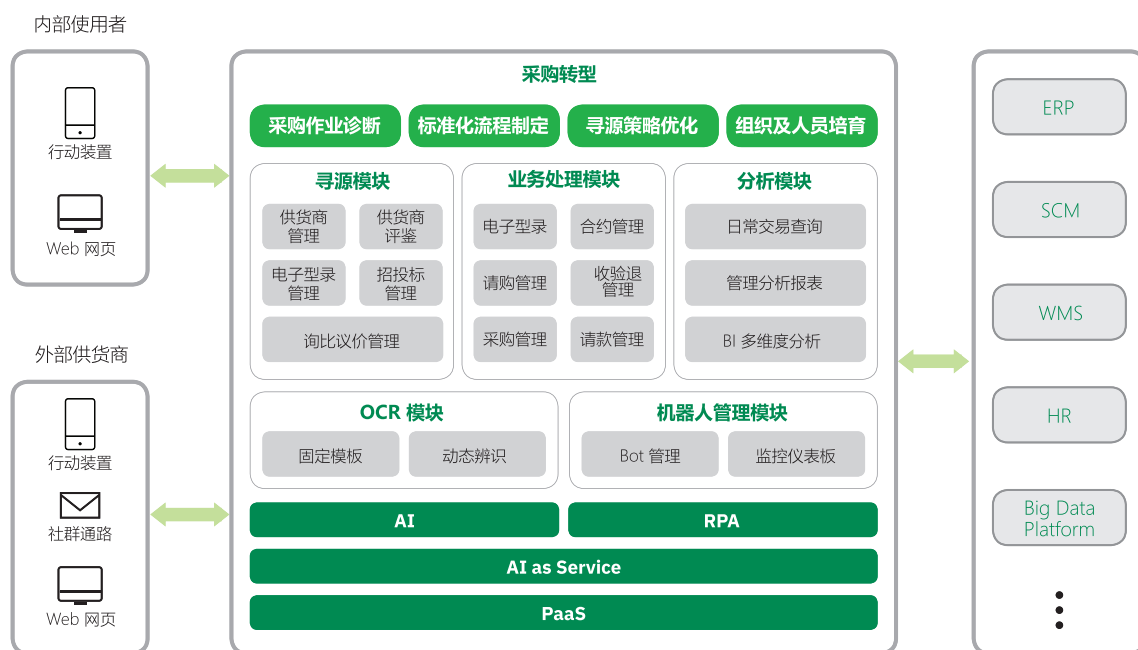 内部使用者
行动装置
Web 网页
外部供货商
行动装置
社群通路
Web 网页
采购转型
采购作业诊断
标准化流程制定
寻源策略优化
组织及人员培育
寻源模块
供货商
管理
供货商
评鉴
电子型录
管理
招投标
管理
询比议价管理
业务处理模块
电子型录
合约管理
请购管理
收验退
管理
采购管理
请款管理
分析模块
日常交易查询
管理分析报表
BI 多维度分析
OCR 模块
固定模板
动态辨识
机器人管理模块
Bot 管理
监控仪表板
AI
RPA
AI as Service
PaaS
ERP
SCM
WMS
HR
Big Data
Platform